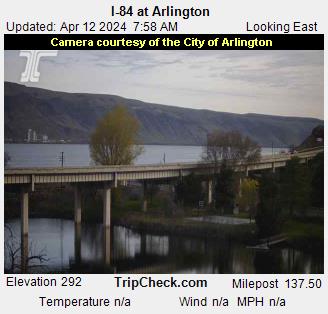 I-84 at Arlington
Updated: Apr 12 2024 7:58 AM Looking East
Camera courtesy of the City of Arlington
Elevation 292 TripCheck.com Milepost 137.50
Temperature n/a Wind n/a MPH n/a